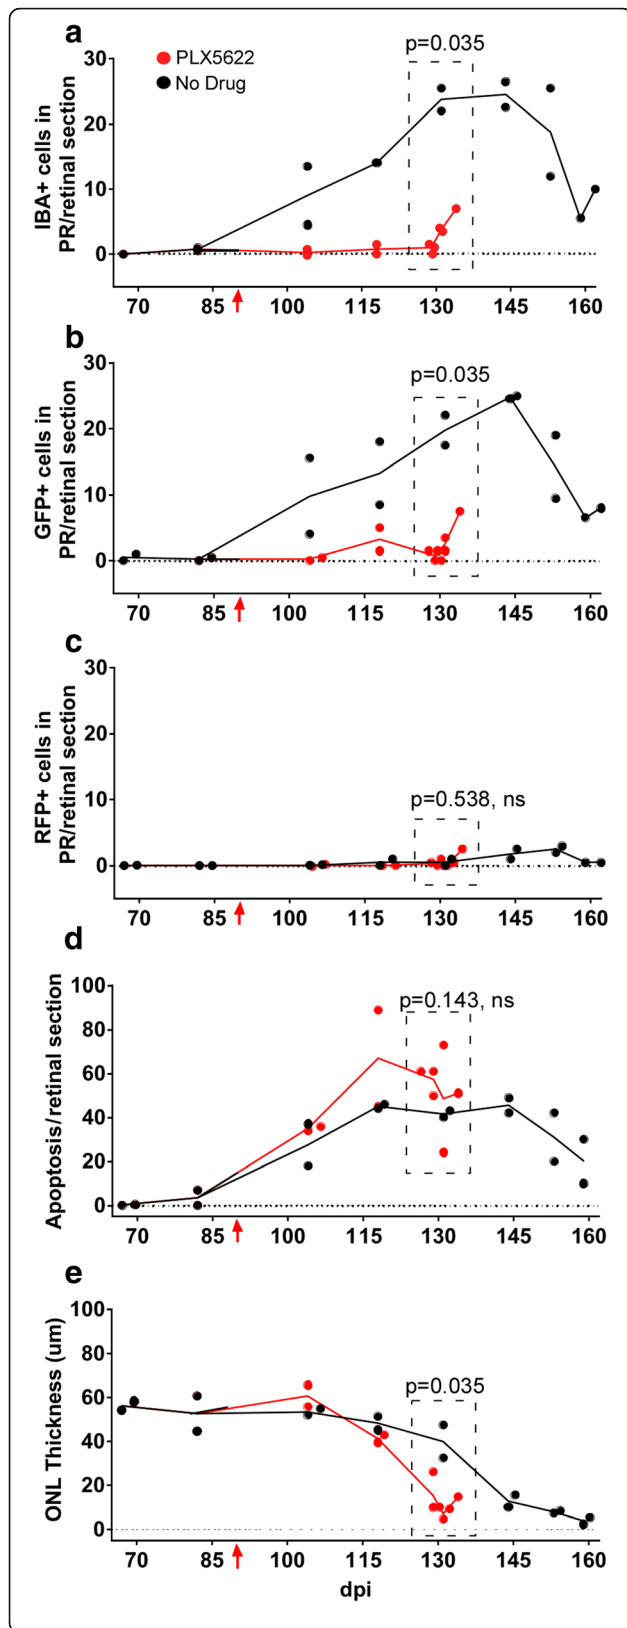 a
PLX5622
No Drug
p=0.035
IBA+ cells in
PR/retinal section
30
20
10
0
70 85 100 115 130 145 160
b
p=0.035
GFP+ cells in
PR/retinal section
30
20
10
0
70 85 100 115 130 145 160
c
p=0.538, ns
RFP+ cells in
PR/retinal section
30
20
10
0
70 85 100 115 130 145 160
d
p=0.143, ns
Apoptosis/retinal section
100
80
60
40
20
0
70 85 100 115 130 145 160
e
p=0.035
ONL Thickness (um)
100
80
60
40
20
0
70 85 100 115 130 145 160
dpi